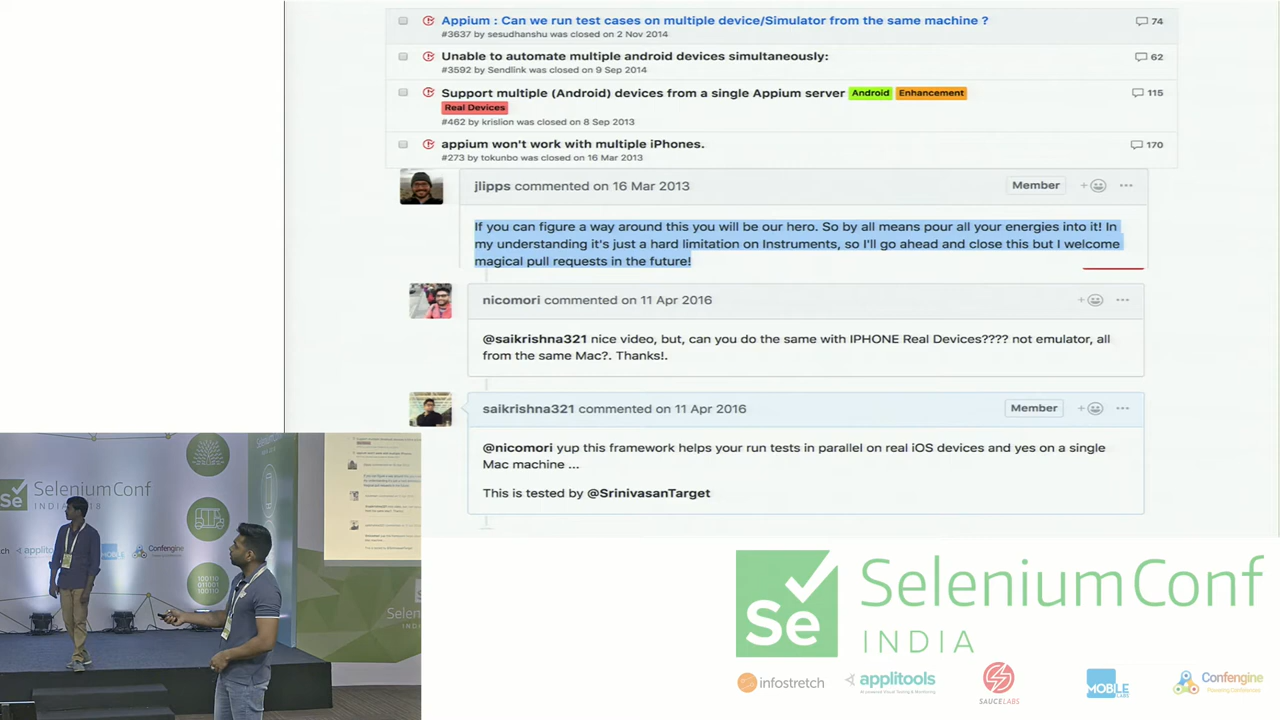 Appium : Can we run test cases on multiple device/Simulator from the same machine ? 74
#3637 by sesudhanshu was closed on 2 Nov 2014
Unable to automate multiple android devices simultaneously: 62
#3592 by Sendlink was closed on 9 Sep 2014
Support multiple (Android) devices from a single Appium server Android Enhancement 115
Real Devices
#462 by krislion was closed on 8 Sep 2013
appium won't work with multiple iPhones. 170
#273 by tokunbo was closed on 16 Mar 2013
jlipps commented on 16 Mar 2013 Member
If you can figure a way around this you will be our hero. So by all means pour all your energies into it! In
my understanding it's just a hard limitation on Instruments, so I'll go ahead and close this but I welcome
magical pull requests in the future!
nicomori commented on 11 Apr 2016
@saikrishna321 nice video, but, can you do the same with IPHONE Real Devices???? not emulator, all
from the same Mac?. Thanks!.
saikrishna321 commented on 11 Apr 2016 Member
@nicomori yup this framework helps your run tests in parallel on real iOS devices and yes on a single
Mac machine ...
This is tested by @SrinivasanTarget
Se
SeleniumConf
INDIA
applitools
MOBILE
Confengine
100110
011001
100110
Se
SeleniumConf
INDIA
infostretch
applitools
SAUCELABS
MOBILE
LABS
Confengine